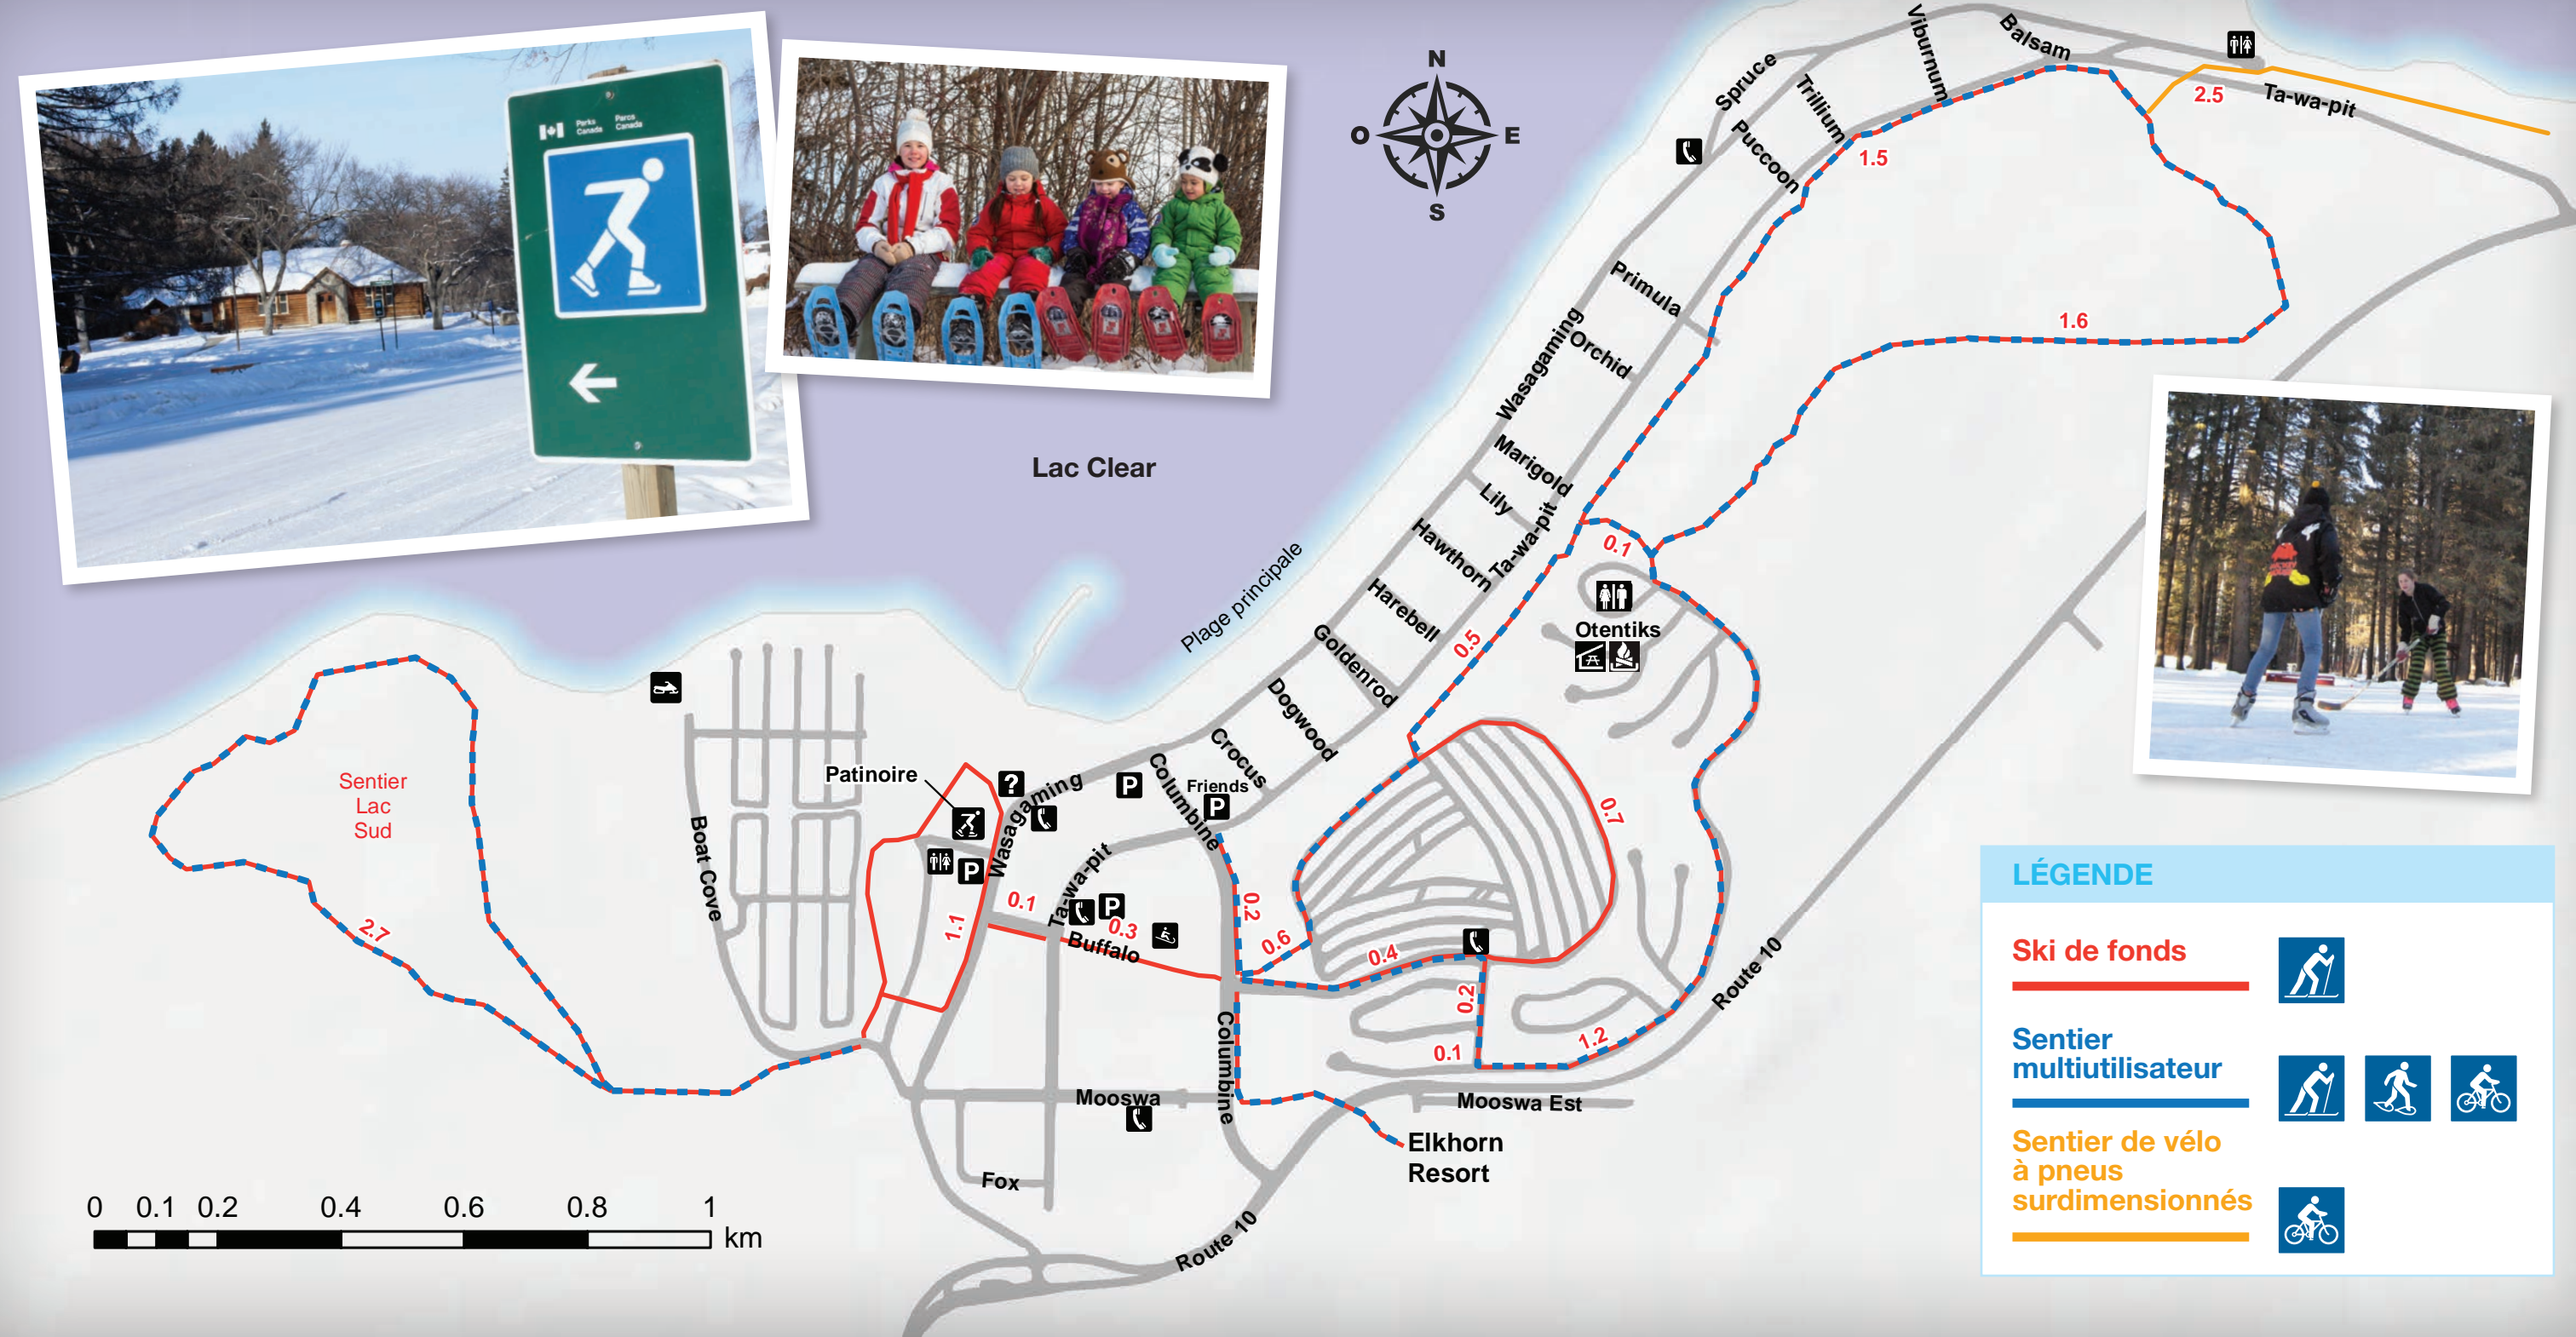 Parks
Canada
Parcs
Canada
N
O
E
S
Lac Clear
Plage principale
Viburnum
Balsam
Spruce
Trillium
Puccoon
Ta-wa-pit
2.5
1.5
1.6
Primula
Orchid
Wasagaming
Marigold
Lily
Ta-wa-pit
Hawthorn
Harebell
Goldenrod
Dogwood
Crocus
Columbine
Friends
P
P
0.1
0.5
Otentiks
0.7
Sentier
Lac
Sud
2.7
Boat Cove
Patinoire
?
Wasagaming
P
1.1
0.1
Ta-wa-pit
P
0.3
Buffalo
0.2
0.6
0.4
0.2
0.1
1.2
Route 10
Columbine
Mooswa
Mooswa Est
Elkhorn
Resort
Fox
Route 10
0 0.1 0.2 0.4 0.6 0.8 1
km
LÉGENDE
Ski de fonds
Sentier
multiutilisateur
Sentier de vélo
à pneus
surdimensionnés